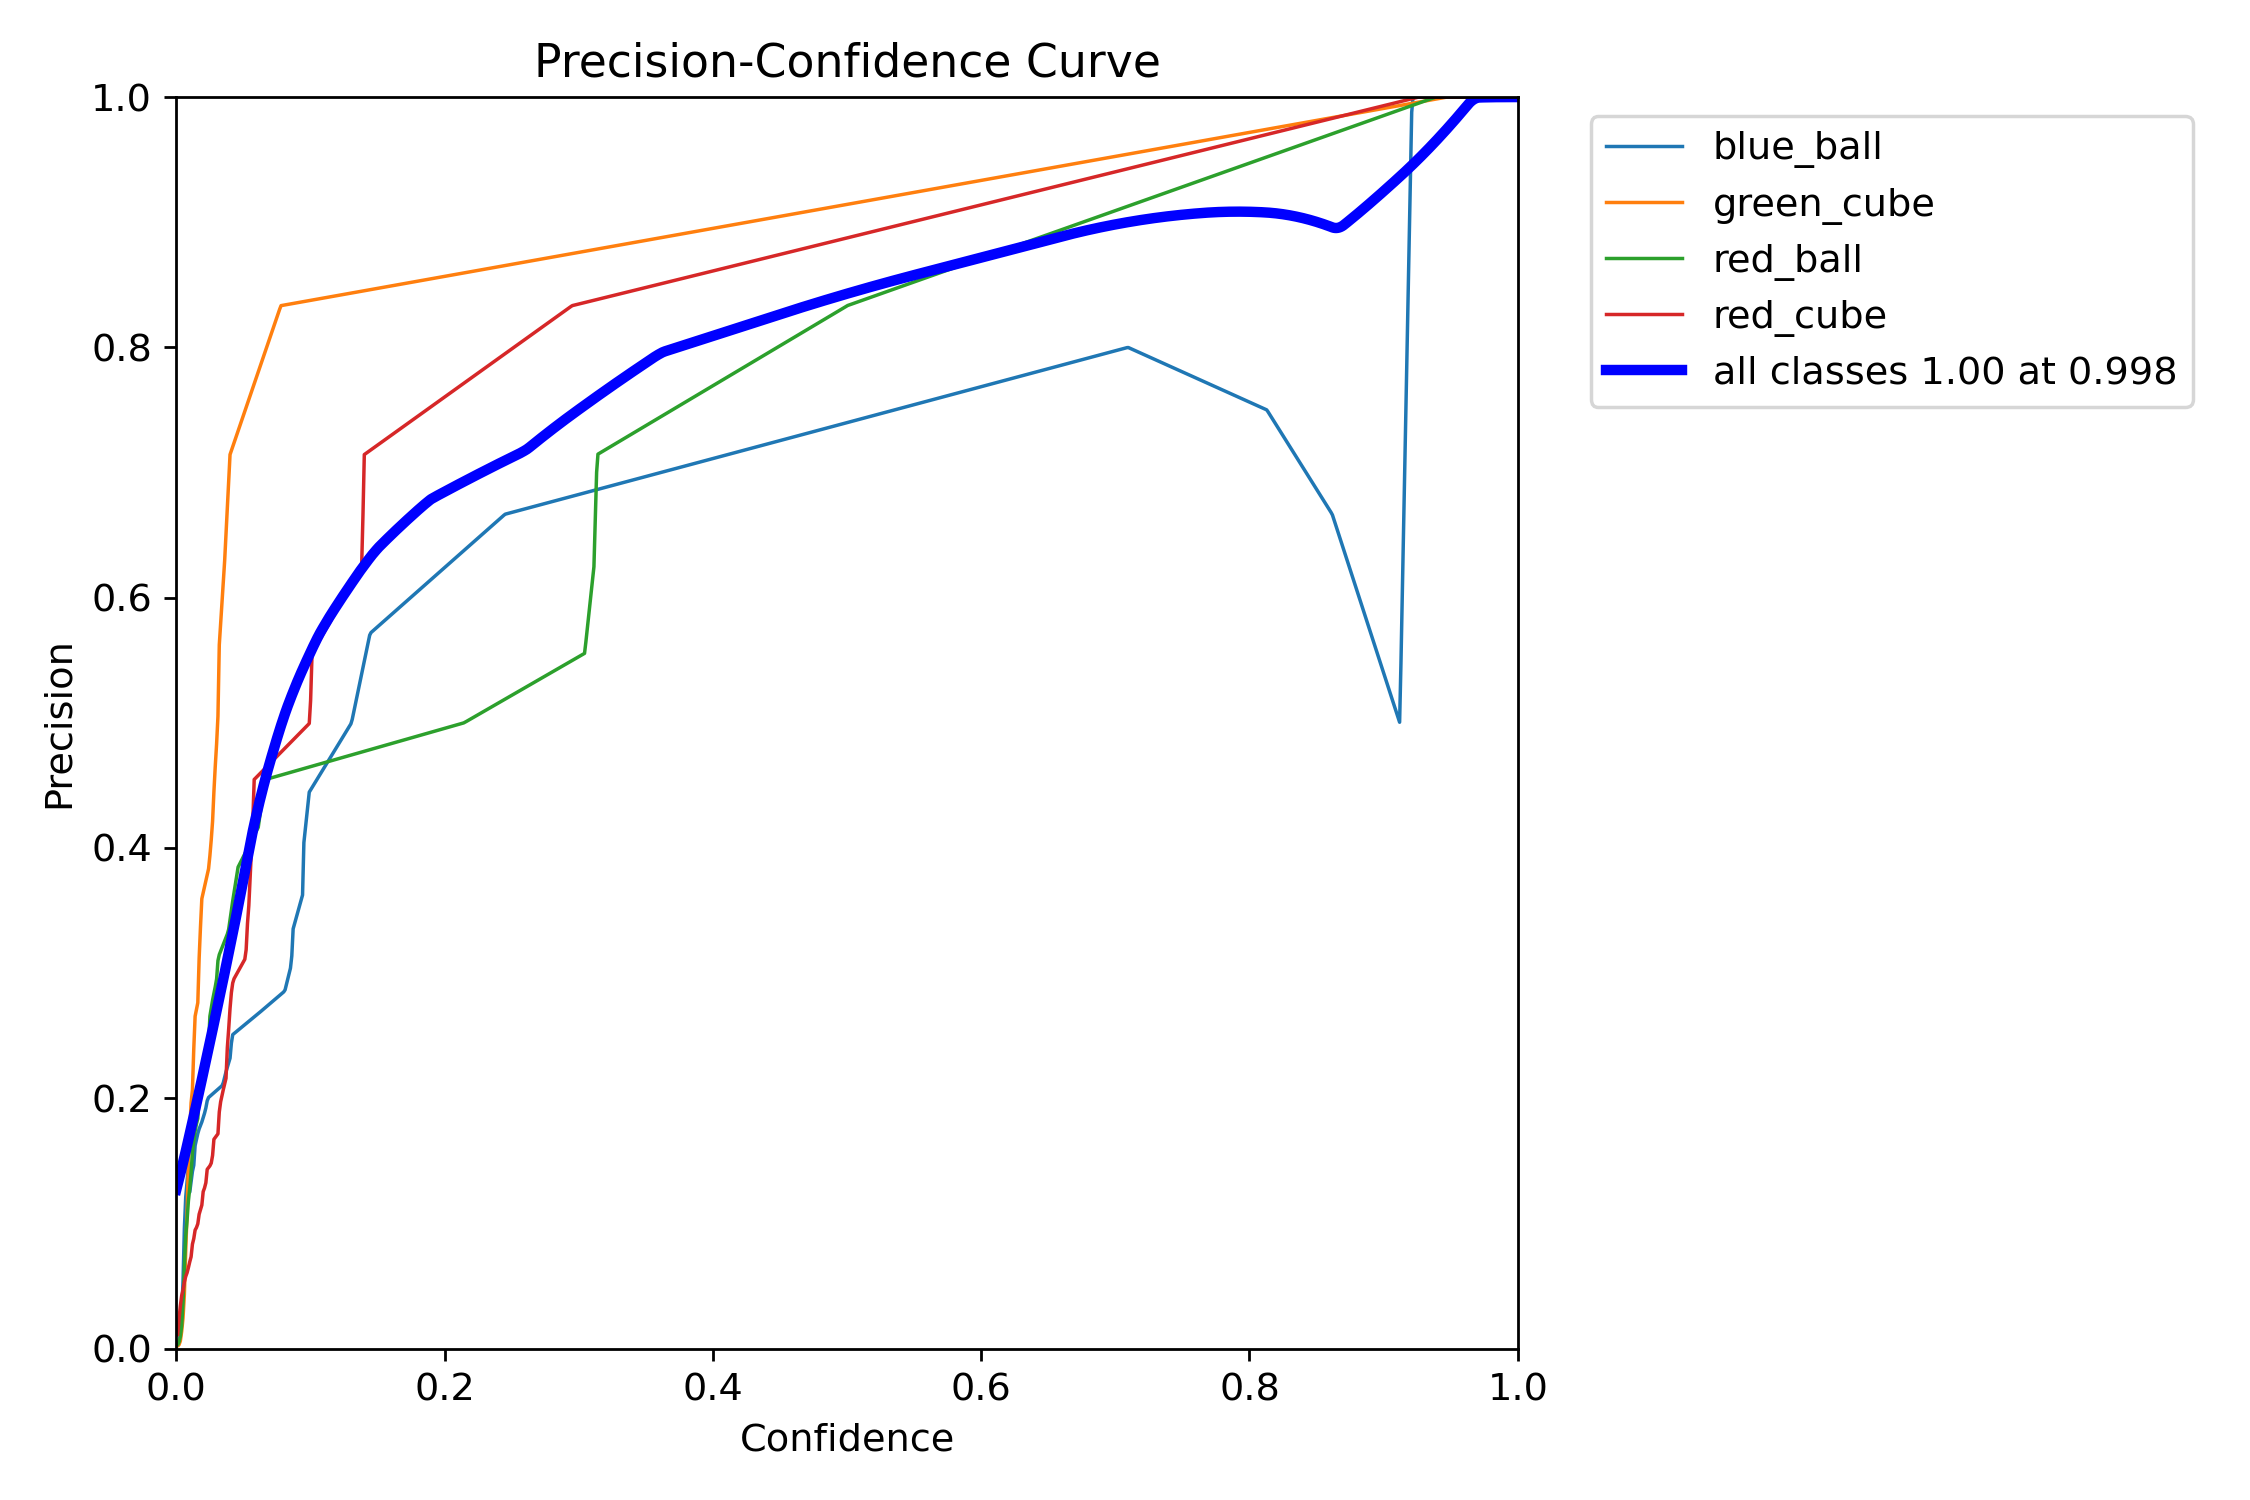 Precision-Confidence Curve
1.0
0.8
0.6
0.4
0.2
0.0
Precision
0.0 0.2 0.4 0.6 0.8 1.0
Confidence
blue_ball
green_cube
red_ball
red_cube
all classes 1.00 at 0.998